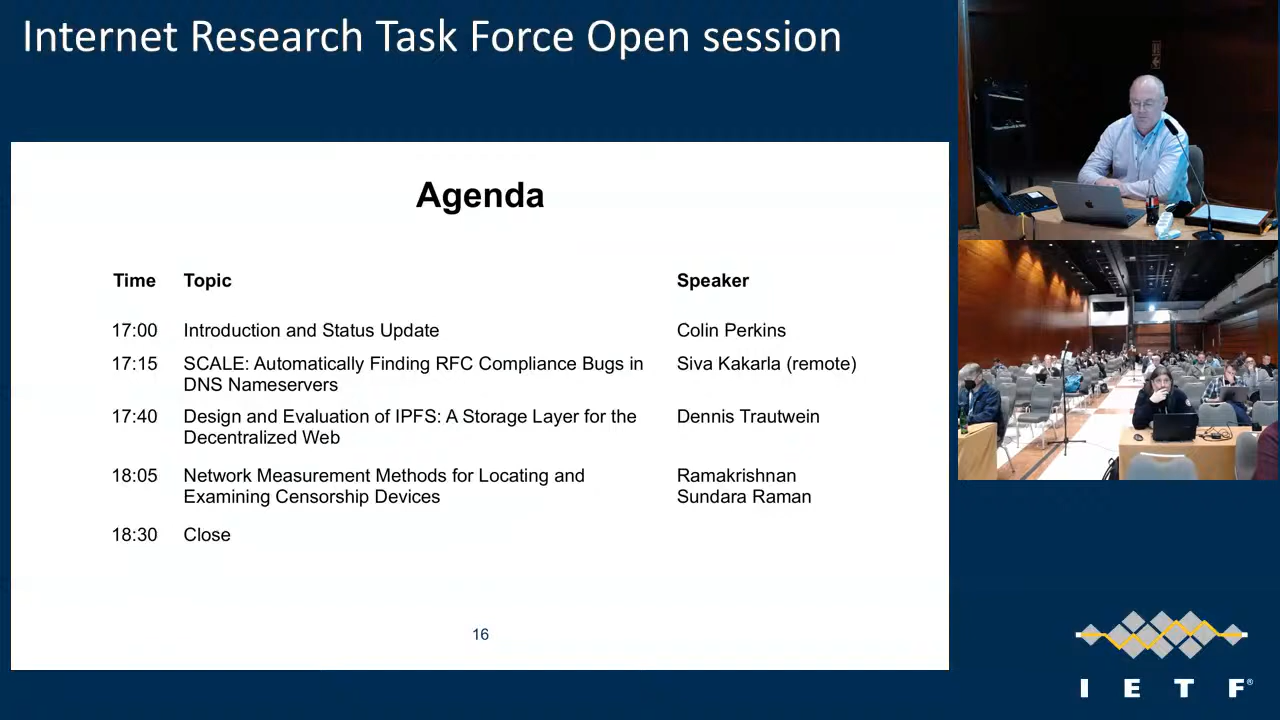 Internet Research Task Force Open session
Agenda
Time Topic Speaker
17:00 Introduction and Status Update Colin Perkins
17:15 SCALE: Automatically Finding RFC Compliance Bugs in Siva Kakarla (remote)
DNS Nameservers
17:40 Design and Evaluation of IPFS: A Storage Layer for the Dennis Trautwein
Decentralized Web
18:05 Network Measurement Methods for Locating and Ramakrishnan
Examining Censorship Devices Sundara Raman
18:30 Close
16
I E T F®